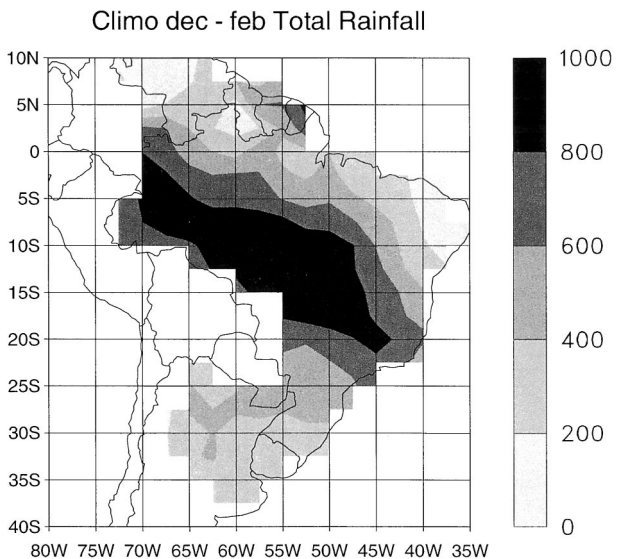 Climo dec - feb Total Rainfall
10N
5N
0
5S
10S
15S
20S
25S
30S
35S
40S
80W 75W 70W 65W 60W 55W 50W 45W 40W 35W
1000
800
600
400
200
0